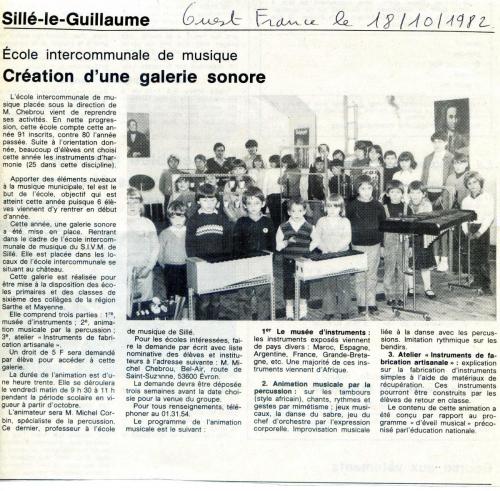 Sillé-le-Guillaume
Ouest France le 18/10/1982
École intercommunale de musique
Création d'une galerie sonore
L'école intercommunale de mu-
sique placée sous la direction de
M. Chebrou vient de reprendre
ses activités. En nette progres-
sion, cette école compte cette an-
née 91 inscrits, contre 80 l'année
passée. Suite à l'orientation don-
née, beaucoup d'élèves ont choisi
cette année les instruments d'har-
monie (25 dans cette discipline).
Apporter des éléments nuveaux
à la musique municipale, tel est le
but de l'école, objectif qui est
atteint cette année puisque 6 élè-
ves viennent d'y rentrer en début
d'année.
Cette année, une galerie sonore
a été mise en place. Rentrant
dans le cadre de l'école intercom-
munale de musique du S.I.V.M. de
Sillé. Elle est placée dans les lo-
caux de l'école intercommunale se
situant au château.
Cette galerie est réalisée pour
être mise à la disposition des éco-
les primaires et des classes de
sixième des collèges de la région
Sarthe et Mayenne.
Elle comprend trois parties : 1re,
musée d'instruments ; 2e, anima-
tion musicale par la percussion ;
3e, atelier « Instruments de fabri-
cation artisanale ».
Un droit de 5 F sera demandé
par élève pour accéder à cette
galerie.
La durée de l'animation est d'u-
ne heure trente. Elle se déroulera
le vendredi matin de 9 h 30 à 11 h
pendant la période scolaire en vi-
gueur à partir d'octobre.
L'animateur sera M. Michel Cor-
bin, spécialiste de la percussion.
Ce dernier, professeur à l'école
de musique de Sillé.
Pour les écoles intéressées, faire
la demande par écrit avec liste
nominative des élèves et institu-
teurs à l'adresse suivante : M. Mi-
chel Chebrou, Bel-Air, route de
Saint-Suzanne, 53600 Evron.
La demande devra être déposée
trois semaines avant la date choi-
sie pour la venue du groupe.
Pour tous renseignements, télé-
phoner au 01.31.54.
Le programme de l'animation
musicale est le suivant :
1er Le musée d'instruments :
les instruments exposés viennent
de pays divers : Maroc, Espagne,
Argentine, France, Grande-Breta-
gne, etc. Une majorité de ces ins-
truments viennent d'Afrique.
2. Animation musicale par la
percussion : sur les tambours
(style africain), chants, rythmes et
gestes par mimétisme ; jeux musi-
caux, la danse du sabre, jeu du
chef d'orchestre par l'expression
corporelle. Improvisation musicale
liée à la danse avec les percus-
sions. Imitation rythmique sur les
bendirs.
3. Atelier « Instruments de fa-
brication artisanale » : explication
sur la fabrication d'instruments
simples à l'aide de matériaux de
récupération. Ces instruments
pourront être construits par les
élèves de retour en classe.
Le contenu de cette animation a
été conçu par rapport au pro-
gramme « d'éveil musical » préco-
nisé parl'éducation nationale.